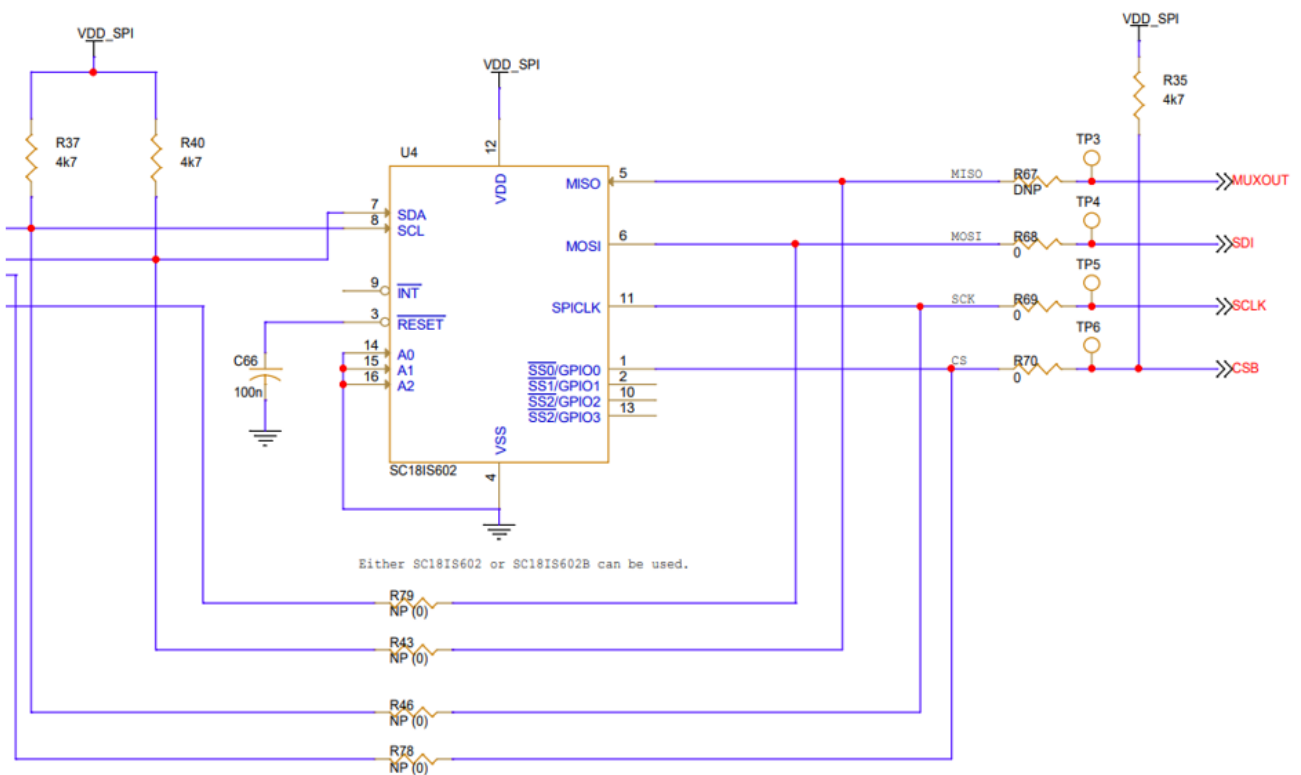 VDD_SPI
VDD_SPI
VDD_SPI
R37
4k7
R40
4k7
R35
4k7
U4
12
VDD
7
SDA
8
SCL
9
INT
3
RESET
14
A0
15
A1
16
A2
C66
100n
MISO
5
MOSI
6
SPICLK
11
SS0/GPIO0
1
SS1/GPIO1
2
SS2/GPIO2
10
SS2/GPIO3
13
VSS
4
SC18IS602
MISO
R67
DNP
TP3
MUXOUT
MOSI
R68
0
TP4
SDI
SCK
R69
0
TP5
SCLK
CS
R70
0
TP6
CSB
Either SC18IS602 or SC18IS602B can be used.
R79
NP (0)
R43
NP (0)
R46
NP (0)
R78
NP (0)